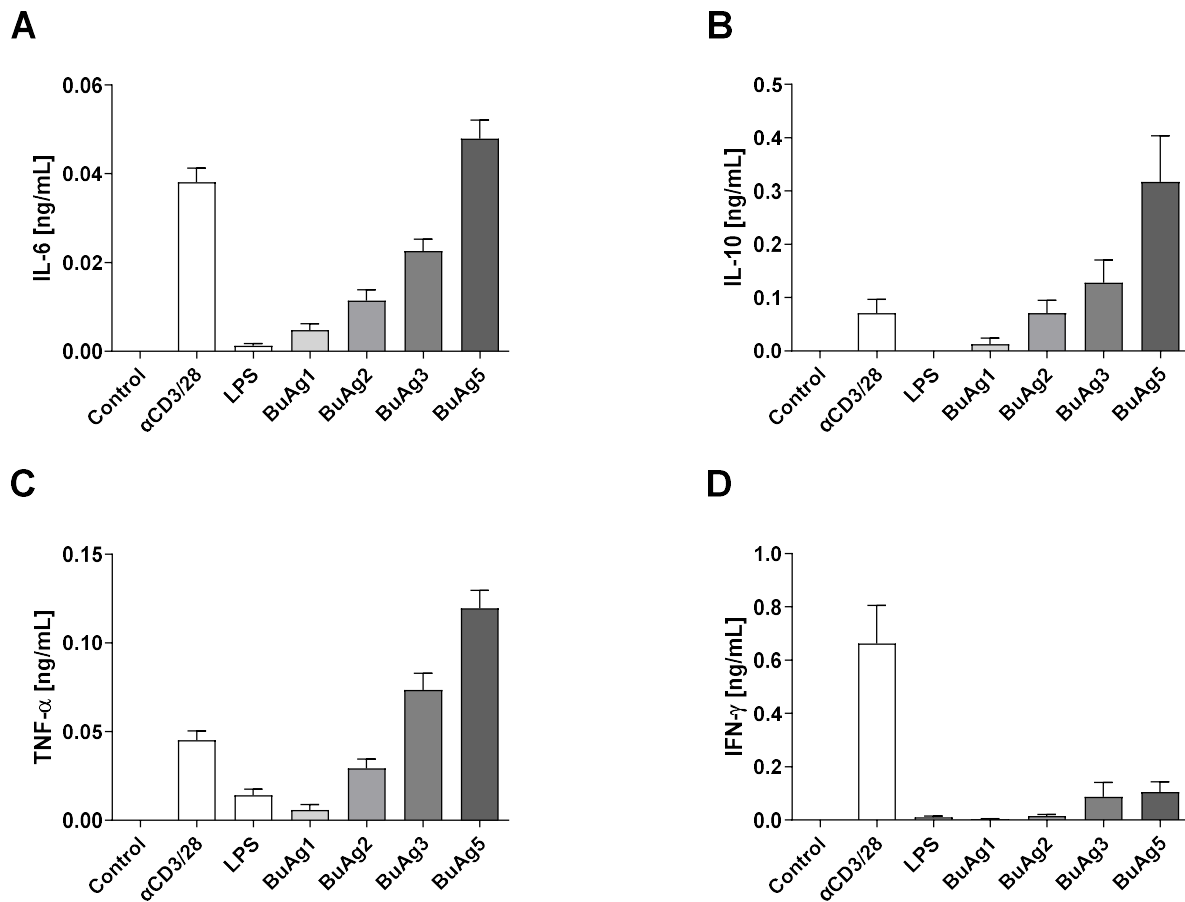 A
IL-6 [ng/mL]
0.06
0.04
0.02
0.00
Control
αCD3/28
LPS
BuAg1
BuAg2
BuAg3
BuAg5
B
IL-10 [ng/mL]
0.5
0.4
0.3
0.2
0.1
0.0
Control
αCD3/28
LPS
BuAg1
BuAg2
BuAg3
BuAg5
C
TNF-α [ng/mL]
0.15
0.10
0.05
0.00
Control
αCD3/28
LPS
BuAg1
BuAg2
BuAg3
BuAg5
D
IFN-γ [ng/mL]
1.0
0.8
0.6
0.4
0.2
0.0
Control
αCD3/28
LPS
BuAg1
BuAg2
BuAg3
BuAg5